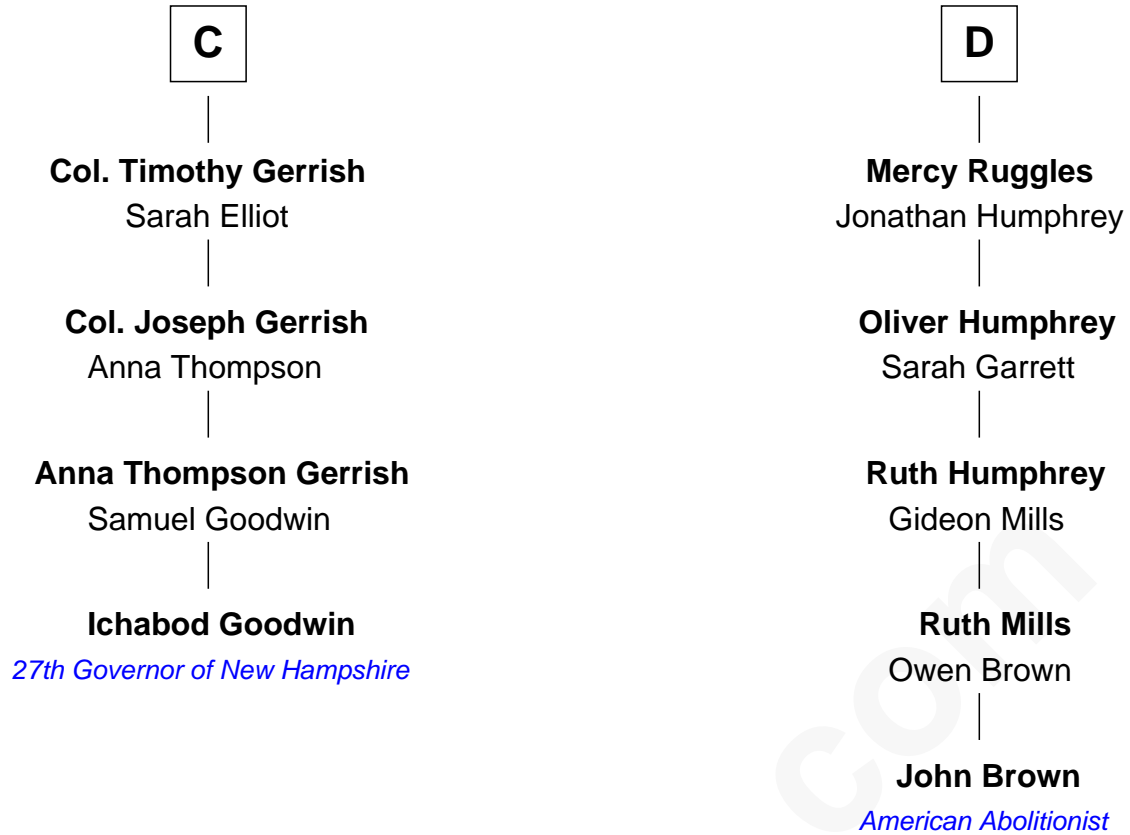 C
Col. Timothy Gerrish
Sarah Elliot
Col. Joseph Gerrish
Anna Thompson
Anna Thompson Gerrish
Samuel Goodwin
Ichabod Goodwin
27th Governor of New Hampshire
D
Mercy Ruggles
Jonathan Humphrey
Oliver Humphrey
Sarah Garrett
Ruth Humphrey
Gideon Mills
Ruth Mills
Owen Brown
John Brown
American Abolitionist
com